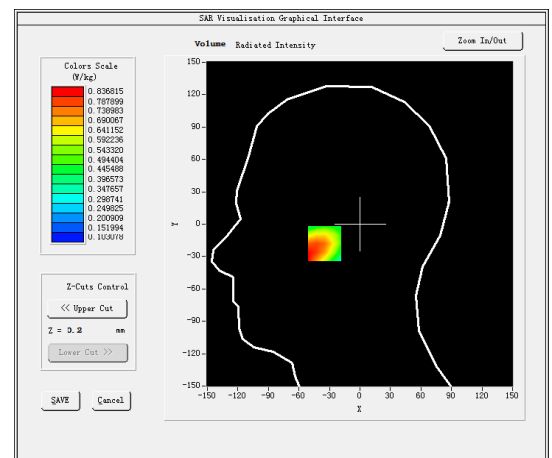 SAR Visualisation Graphical Interface
Volume Radiated Intensity
Zoom In/Out
Colors Scale
(W/kg)
0.836815
0.787899
0.738983
0.690067
0.641152
0.592236
0.543320
0.494404
0.445488
0.396573
0.347657
0.298741
0.249825
0.200909
0.151994
0.103078
Z-Cuts Control
<< Upper Cut
Z = 0.2 mm
Lower Cut >>
SAVE Cancel
150
120
90
60
30
0
-30
-60
-90
-120
-150
Y
-150 -120 -90 -60 -30 0 30 60 90 120 150
X